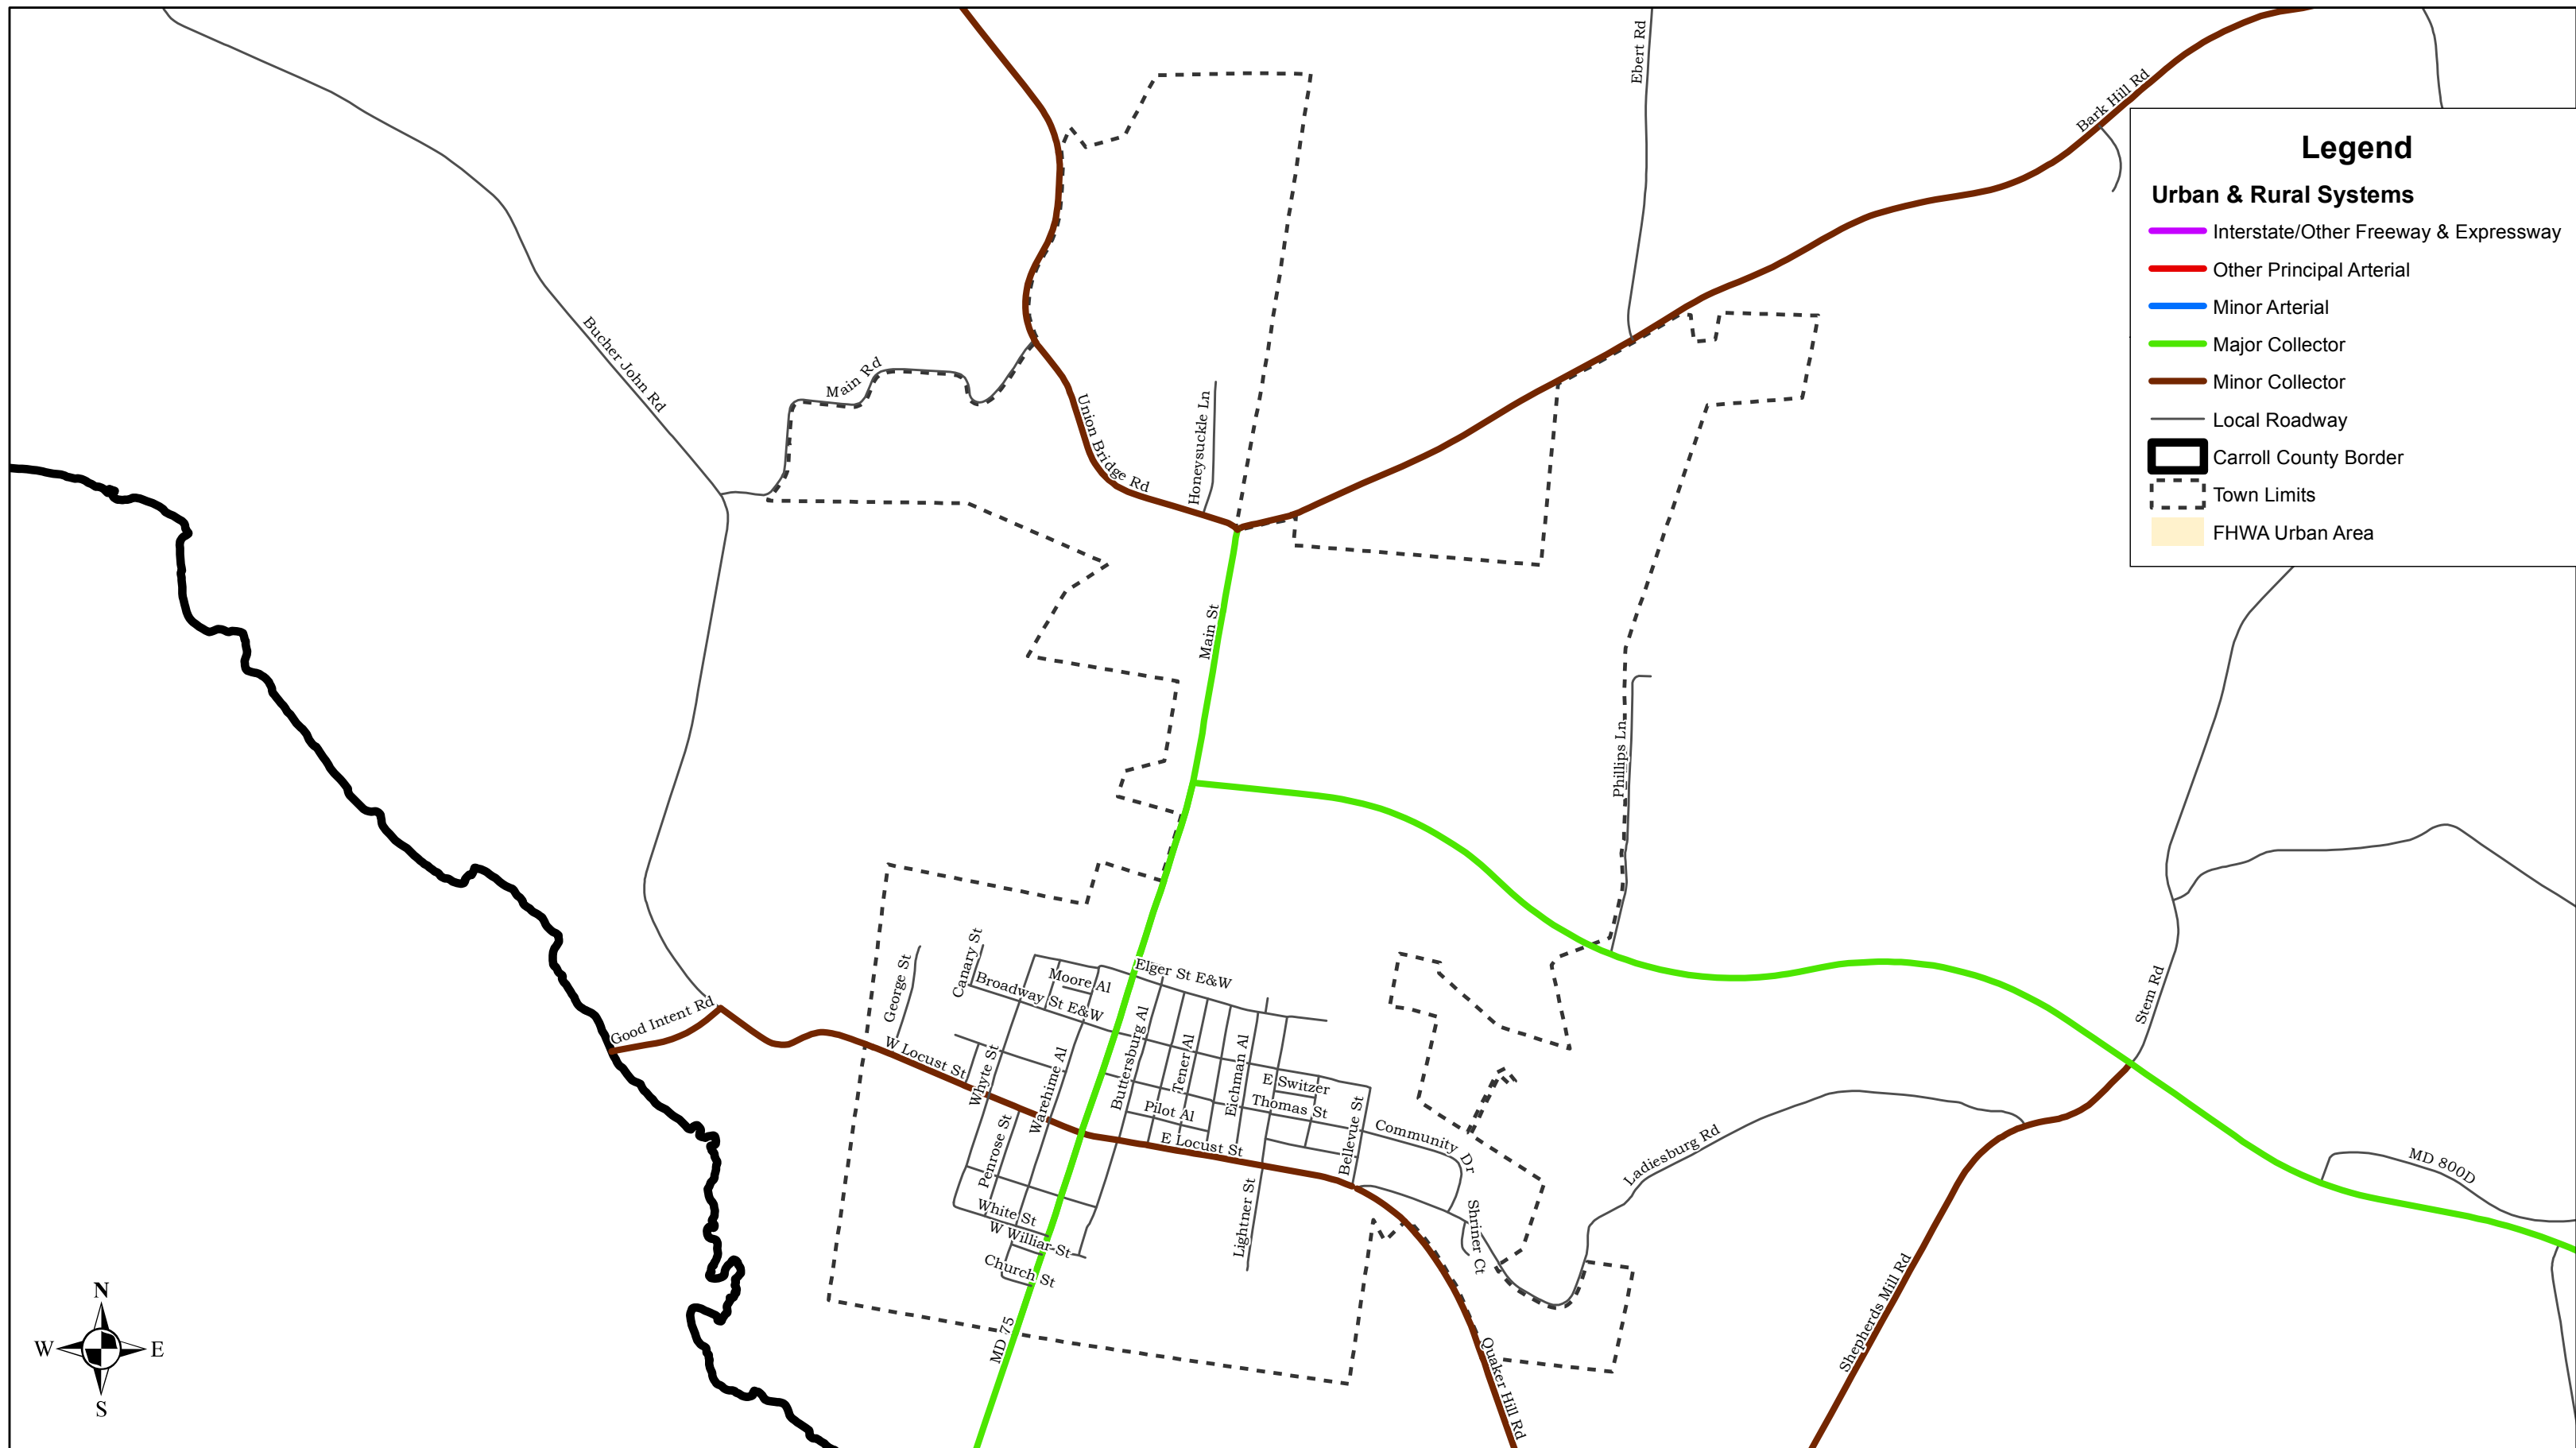 Ebert Rd
Bark Hill Rd
Legend
Urban & Rural Systems
Interstate/Other Freeway & Expressway
Other Principal Arterial
Minor Arterial
Major Collector
Minor Collector
Local Roadway
Carroll County Border
Town Limits
FHWA Urban Area
Bucher John Rd
Main Rd
Union Bridge Rd
Honeysuckle Ln
Main St
Phillips Ln
Stem Rd
Good Intent Rd
George St
Canary St
Moore Al
Elger St E&W
Broadway St E&W
W Locust St
Whyte St
Warehime Al
Buttersburg Al
Tener Al
Eichman Al
E Switzer
Thomas St
Pilot Al
E Locust St
Bellevue St
Community Dr
Penrose St
White St
W Williar St
Church St
Lightner St
Shriner Ct
Ladiesburg Rd
MD 800D
Shepherds Mill Rd
Quaker Hill Rd
MD 75
N
W
E
S